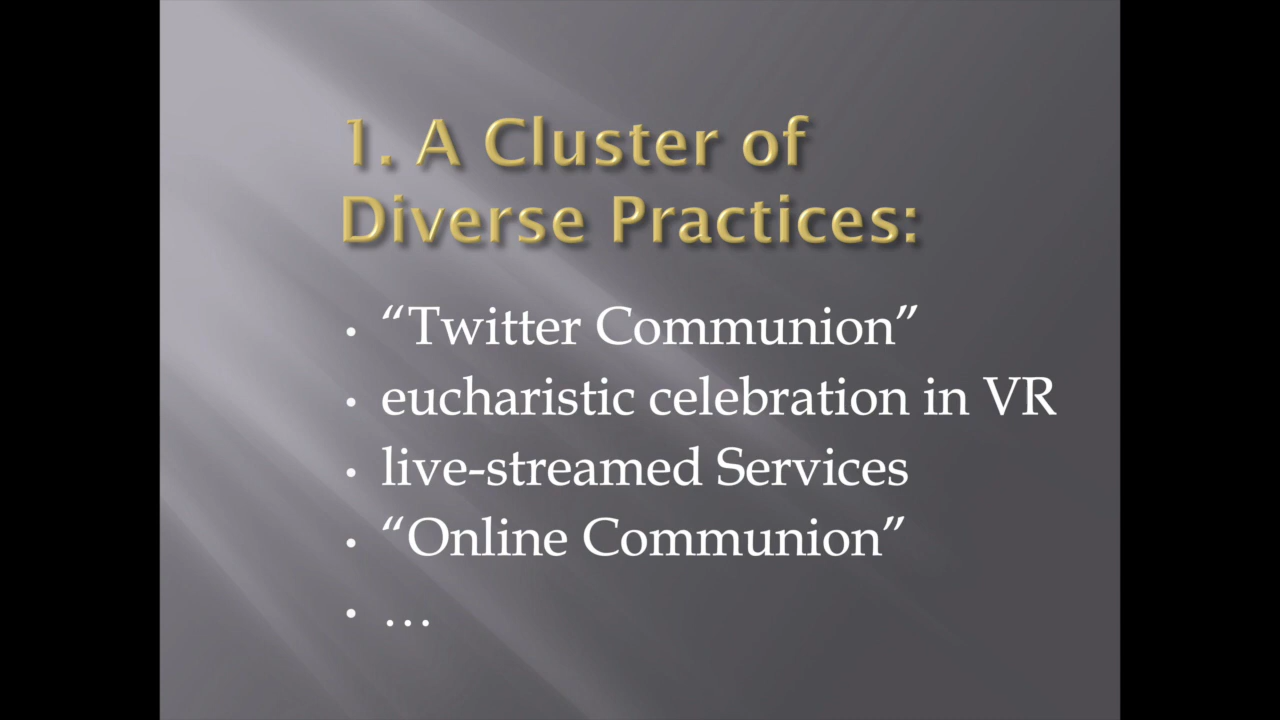 1. A Cluster of
Diverse Practices:
• “Twitter Communion”
• eucharistic celebration in VR
• live-streamed Services
• “Online Communion”
• …